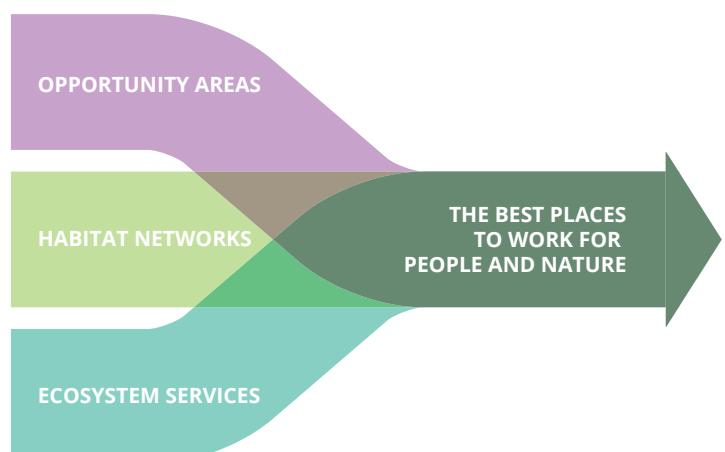 OPPORTUNITY AREAS
HABITAT NETWORKS
ECOSYSTEM SERVICES
THE BEST PLACES
TO WORK FOR
PEOPLE AND NATURE